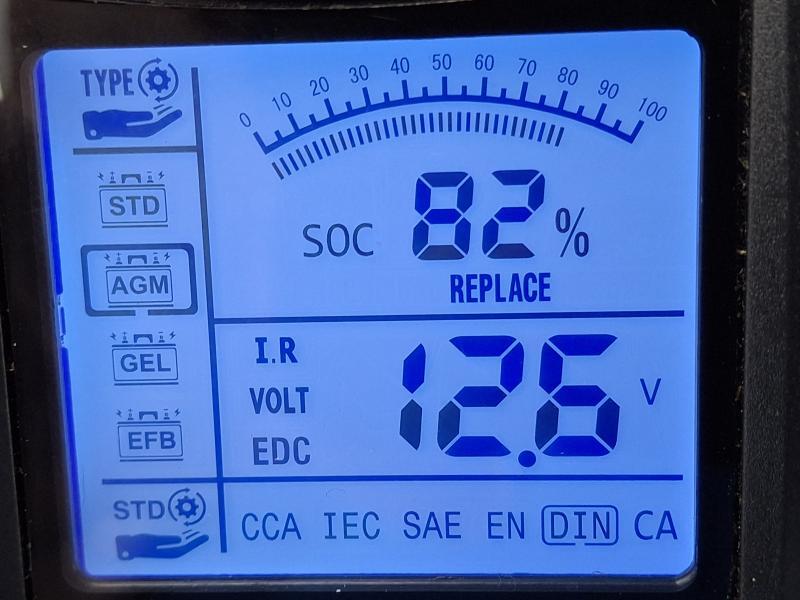 TYPE
STD
AGM
GEL
EFB
STD
0 10 20 30 40 50 60 70 80 90 100
SOC 82 %
REPLACE
I.R
VOLT
EDC
12.6 V
CCA IEC SAE EN DIN CA